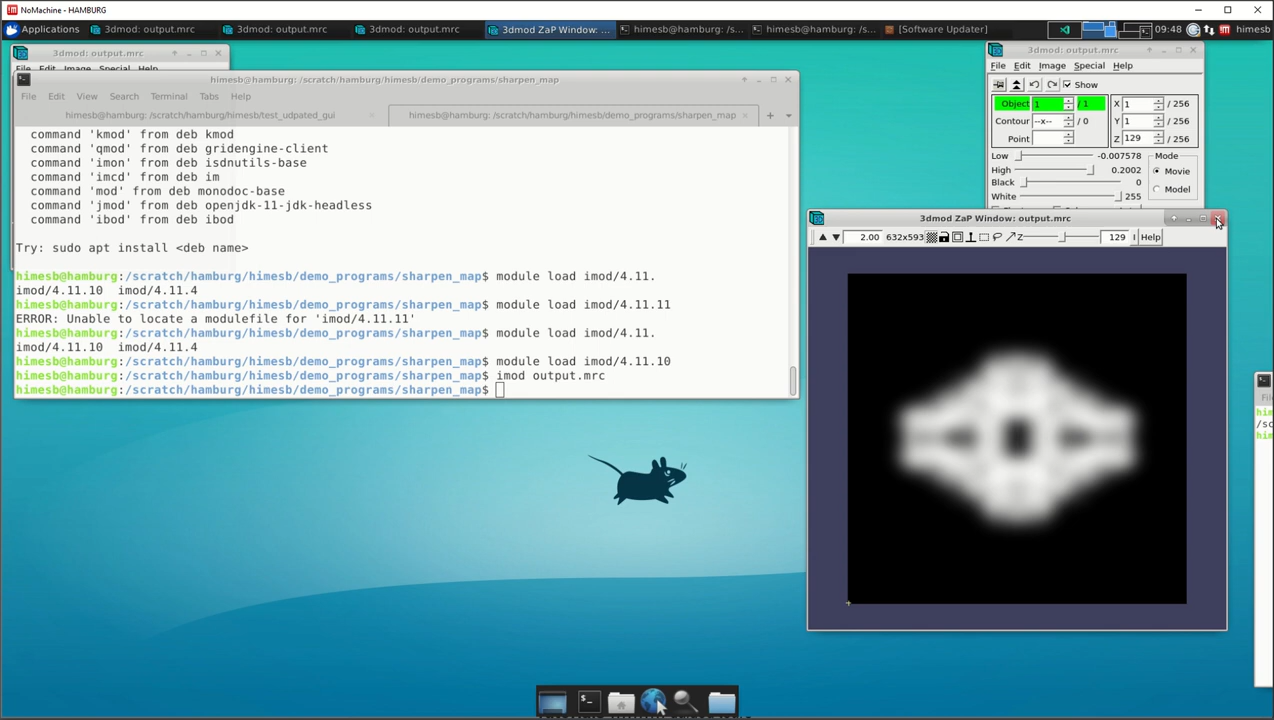 NoMachine - HAMBURG
Applications
3dmod: output.mrc
3dmod: output.mrc
3dmod: output.mrc
3dmod ZaP Window: ...
himesb@hamburg: /s...
himesb@hamburg: /s...
[Software Updater]
09:48
himesb
3dmod: output.mrc
File Edit Image Special Help
himesb@hamburg: /scratch/hamburg/himesb/demo_programs/sharpen_map
File Edit View Search Terminal Tabs Help
himesb@hamburg: /scratch/hamburg/himesb/test_udpated_gui
himesb@hamburg: /scratch/hamburg/himesb/demo_programs/sharpen_map
command 'kmod' from deb kmod
command 'qmod' from deb gridengine-client
command 'imon' from deb isdnutils-base
command 'imcd' from deb im
command 'mod' from deb monodoc-base
command 'jmod' from deb openjdk-11-jdk-headless
command 'ibod' from deb ibod
Try: sudo apt install <deb name>
himesb@hamburg:/scratch/hamburg/himesb/demo_programs/sharpen_map$ module load imod/4.11.
imod/4.11.10 imod/4.11.4
himesb@hamburg:/scratch/hamburg/himesb/demo_programs/sharpen_map$ module load imod/4.11.11
ERROR: Unable to locate a modulefile for 'imod/4.11.11'
himesb@hamburg:/scratch/hamburg/himesb/demo_programs/sharpen_map$ module load imod/4.11.
imod/4.11.10 imod/4.11.4
himesb@hamburg:/scratch/hamburg/himesb/demo_programs/sharpen_map$ module load imod/4.11.10
himesb@hamburg:/scratch/hamburg/himesb/demo_programs/sharpen_map$ imod output.mrc
himesb@hamburg:/scratch/hamburg/himesb/demo_programs/sharpen_map$
3dmod: output.mrc
File Edit Image Special Help
Show
Object 1 / 1 X 1 / 256
Contour --x-- / 0 Y 1 / 256
Point Z 129 / 256
Low -0.007578 Mode
High 0.2002 Movie
Black 0
White 255 Model
3dmod ZaP Window: output.mrc
2.00 632x593 Z 129 I Help
/sc
him